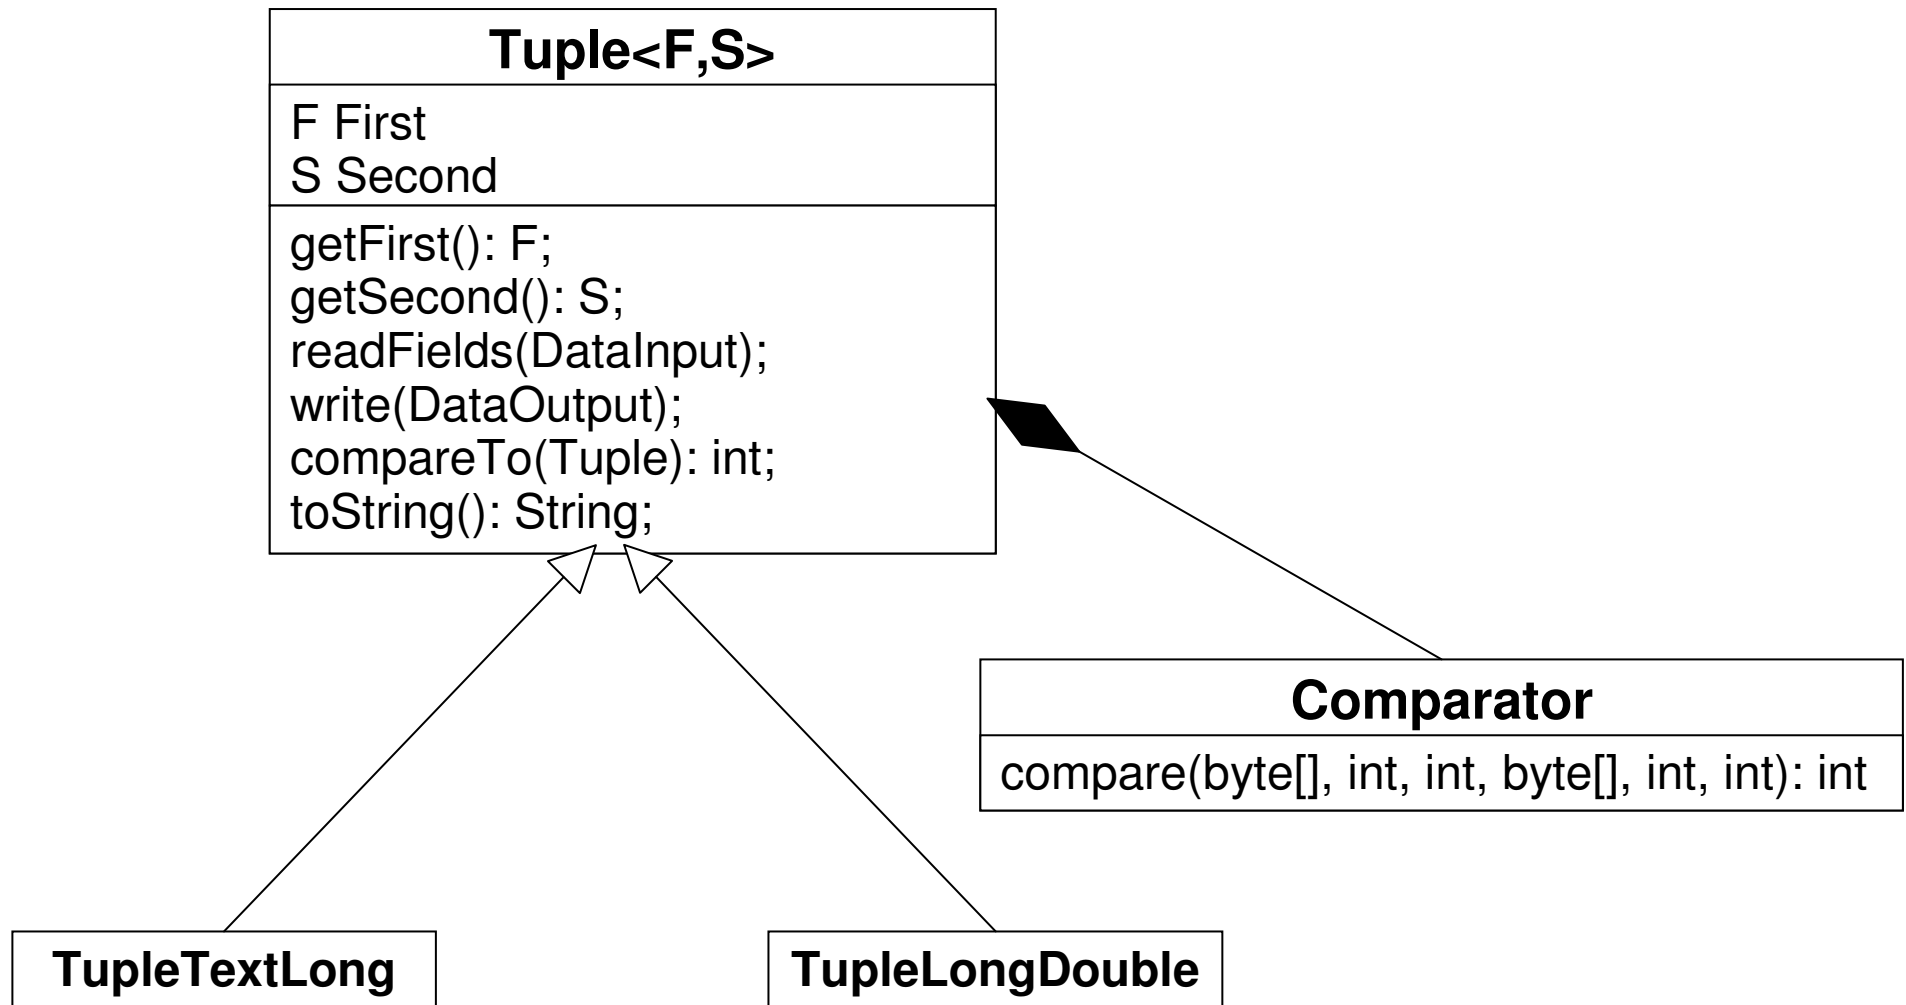 Tuple<F,S>
F First
S Second
getFirst(): F;
getSecond(): S;
readFields(DataInput);
write(DataOutput);
compareTo(Tuple): int;
toString(): String;
Comparator
compare(byte[], int, int, byte[], int, int): int
TupleTextLong
TupleLongDouble